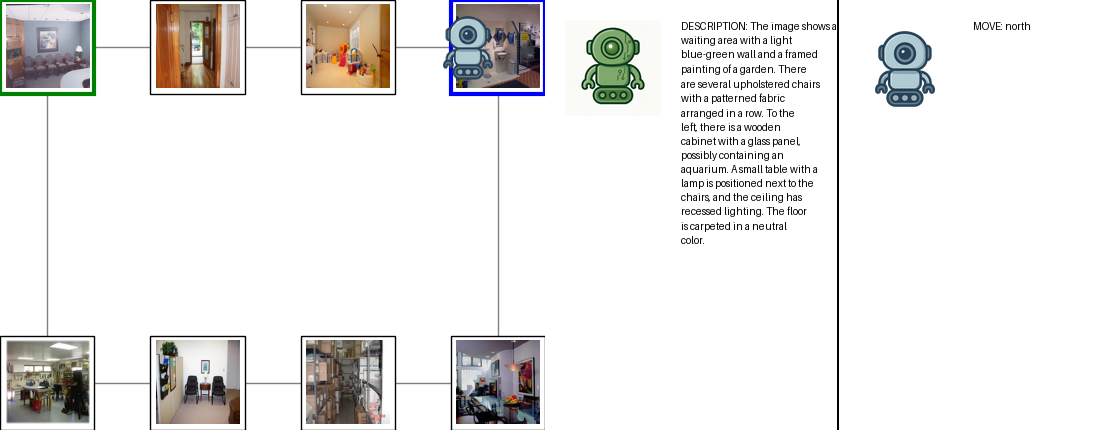 DESCRIPTION: The image shows a
waiting area with a light
blue-green wall and a framed
painting of a garden. There
are several upholstered chairs
with a patterned fabric
arranged in a row. To the
left, there is a wooden
cabinet with a glass panel,
possibly containing an
aquarium. A small table with a
lamp is positioned next to the
chairs, and the ceiling has
recessed lighting. The floor
is carpeted in a neutral
color.
MOVE: north